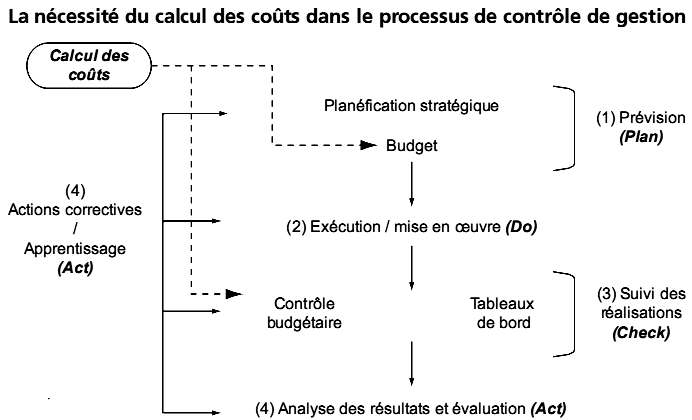 La nécessité du calcul des coûts dans le processus de contrôle de gestion
Calcul des
coûts
Planéfication stratégique
Budget
(1) Prévision
(Plan)
(4)
Actions correctives
/
Apprentissage
(Act)
(2) Exécution / mise en œuvre (Do)
Contrôle
budgétaire
Tableaux
de bord
(3) Suivi des
réalisations
(Check)
(4) Analyse des résultats et évaluation (Act)